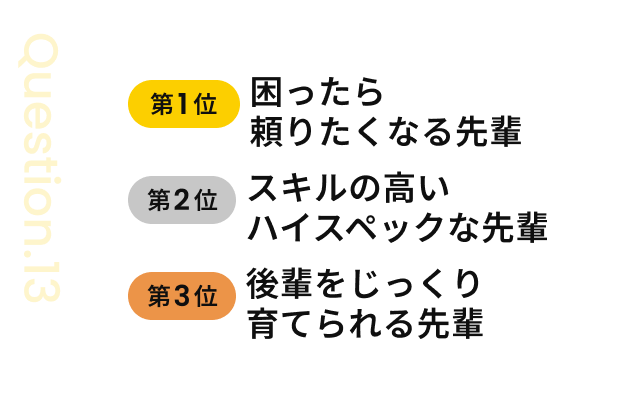 Question.13
第1位
困ったら
頼りたくなる先輩
第2位
スキルの高い
ハイスペックな先輩
第3位
後輩をじっくり
育てられる先輩